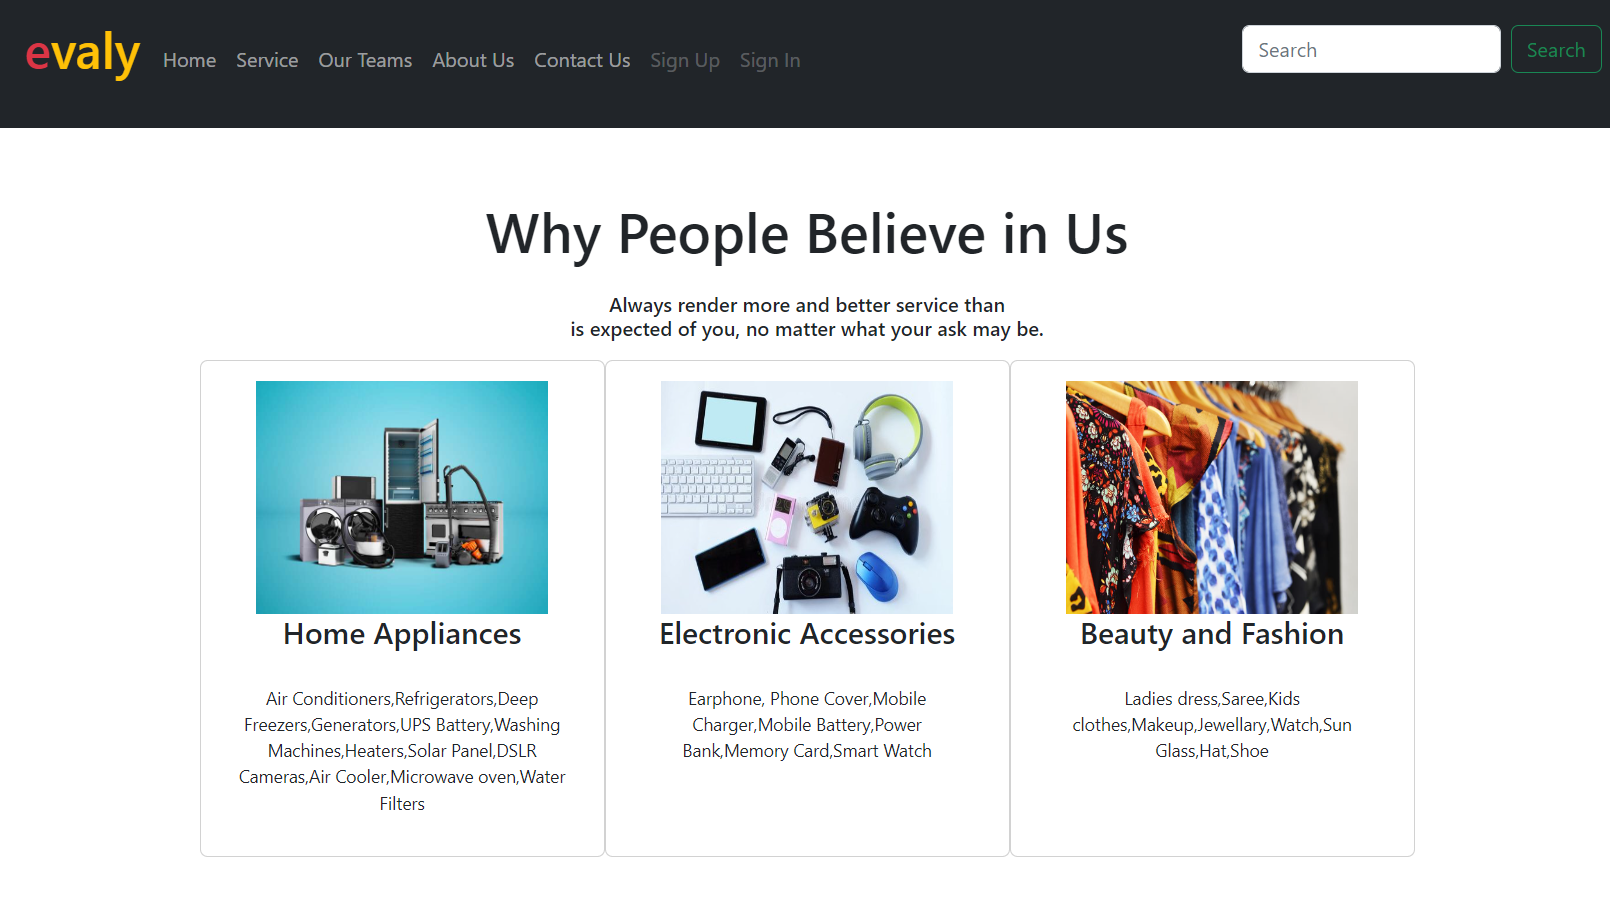 evaly Home Service Our Teams About Us Contact Us Sign Up Sign In Search Search
Why People Believe in Us
Always render more and better service than
is expected of you, no matter what your ask may be.
Home Appliances
Air Conditioners,Refrigerators,Deep
Freezers,Generators,UPS Battery,Washing
Machines,Heaters,Solar Panel,DSLR
Cameras,Air Cooler,Microwave oven,Water
Filters
Electronic Accessories
Earphone, Phone Cover,Mobile
Charger,Mobile Battery,Power
Bank,Memory Card,Smart Watch
Beauty and Fashion
Ladies dress,Saree,Kids
clothes,Makeup,Jewellary,Watch,Sun
Glass,Hat,Shoe